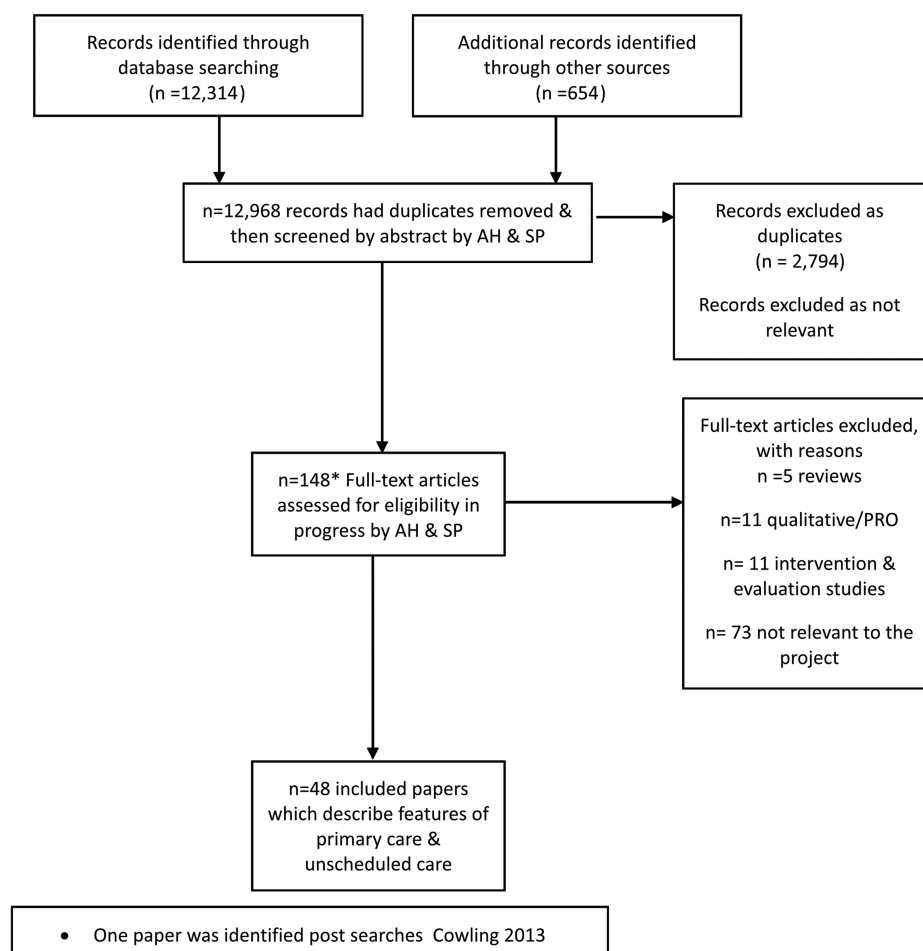 Records identified through
database searching
(n =12,314)
Additional records identified
through other sources
(n =654)
n=12,968 records had duplicates removed &
then screened by abstract by AH & SP
Records excluded as
duplicates
(n = 2,794)
Records excluded as not
relevant
n=148* Full-text articles
assessed for eligibility in
progress by AH & SP
Full-text articles excluded,
with reasons
n =5 reviews
n=11 qualitative/PRO
n= 11 intervention &
evaluation studies
n= 73 not relevant to the
project
n=48 included papers
which describe features of
primary care &
unscheduled care
• One paper was identified post searches Cowling 2013